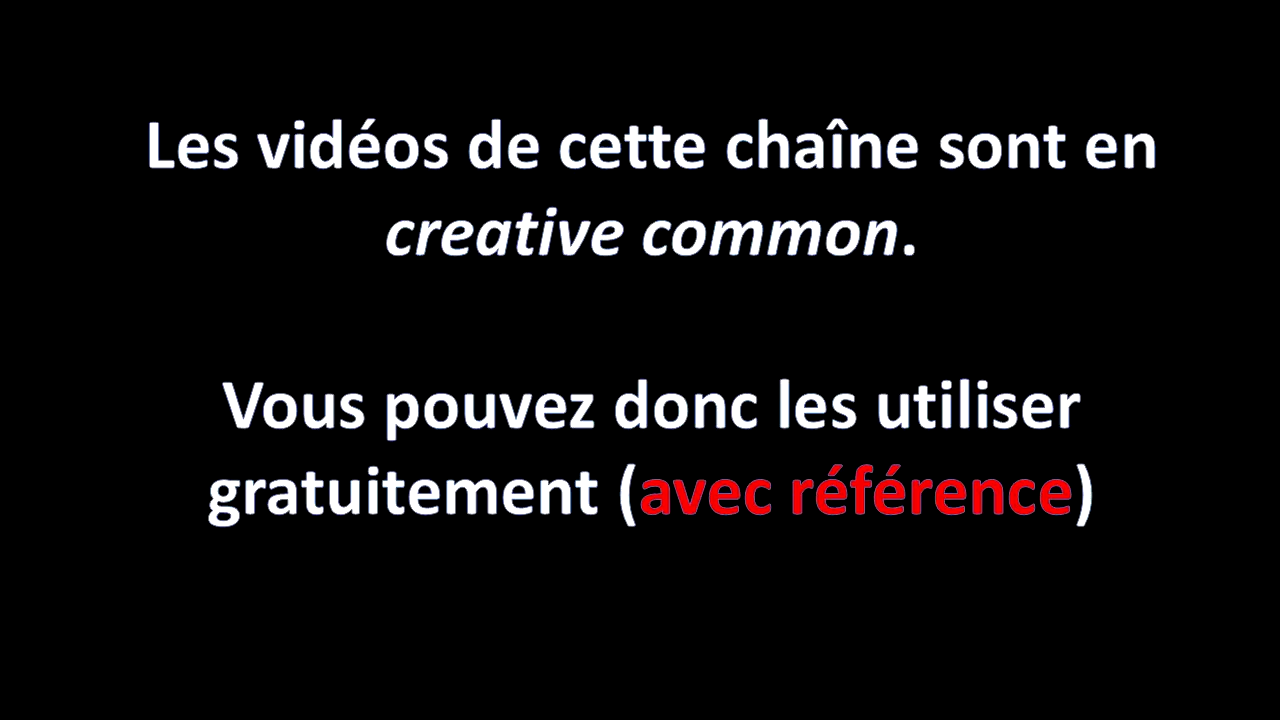 Les vidéos de cette chaîne sont en
creative common.
Vous pouvez donc les utiliser
gratuitement (avec référence)